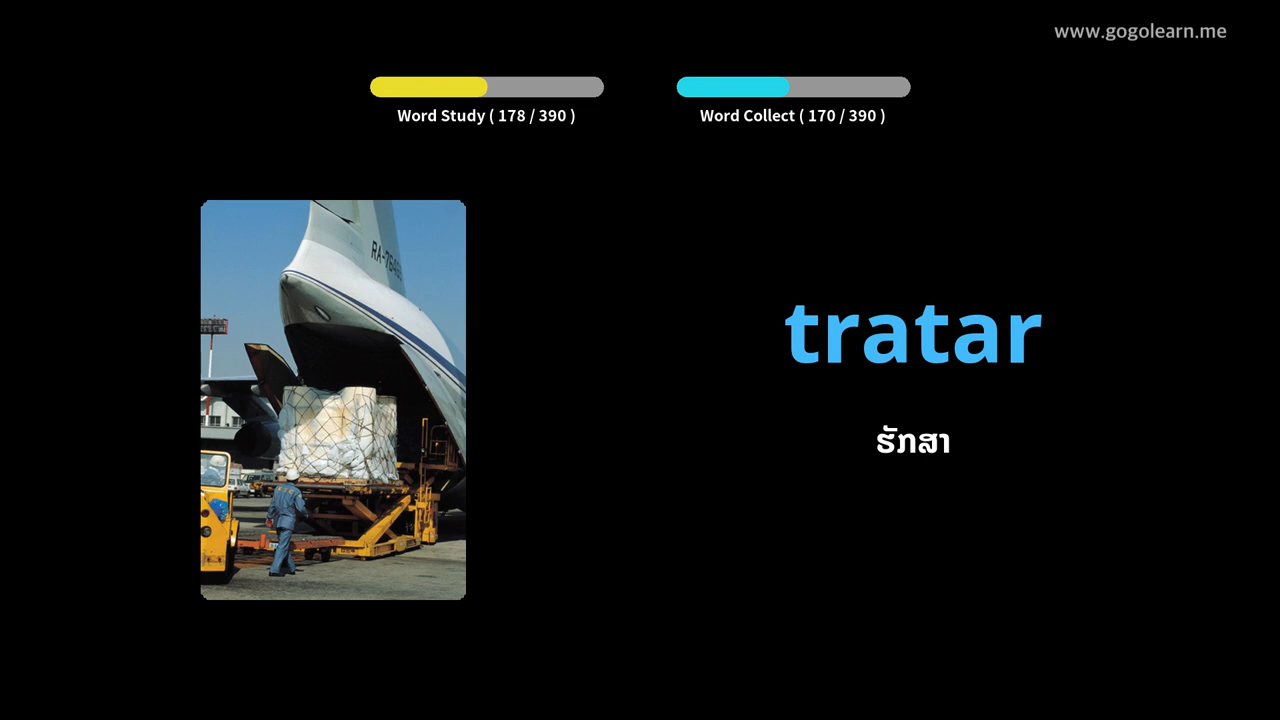 www.gogolearn.me
Word Study ( 178 / 390 )
Word Collect ( 170 / 390 )
tratar
ຮັກສາ